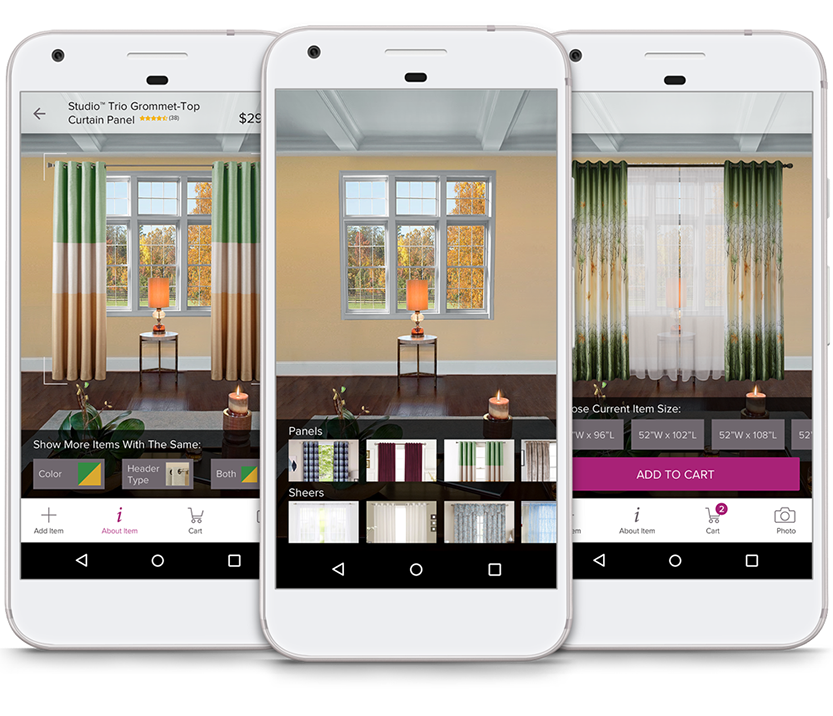 Studio™ Trio Grommet-Top
Curtain Panel (38) $29
Show More Items With The Same:
Color
Header
Type
Both
Add Item
About Item
Cart
Panels
Sheers
ose Current Item Size:
"W x 96"L
52"W x 102"L
52"W x 108"L
52"
ADD TO CART
em
About Item
2
Cart
Photo